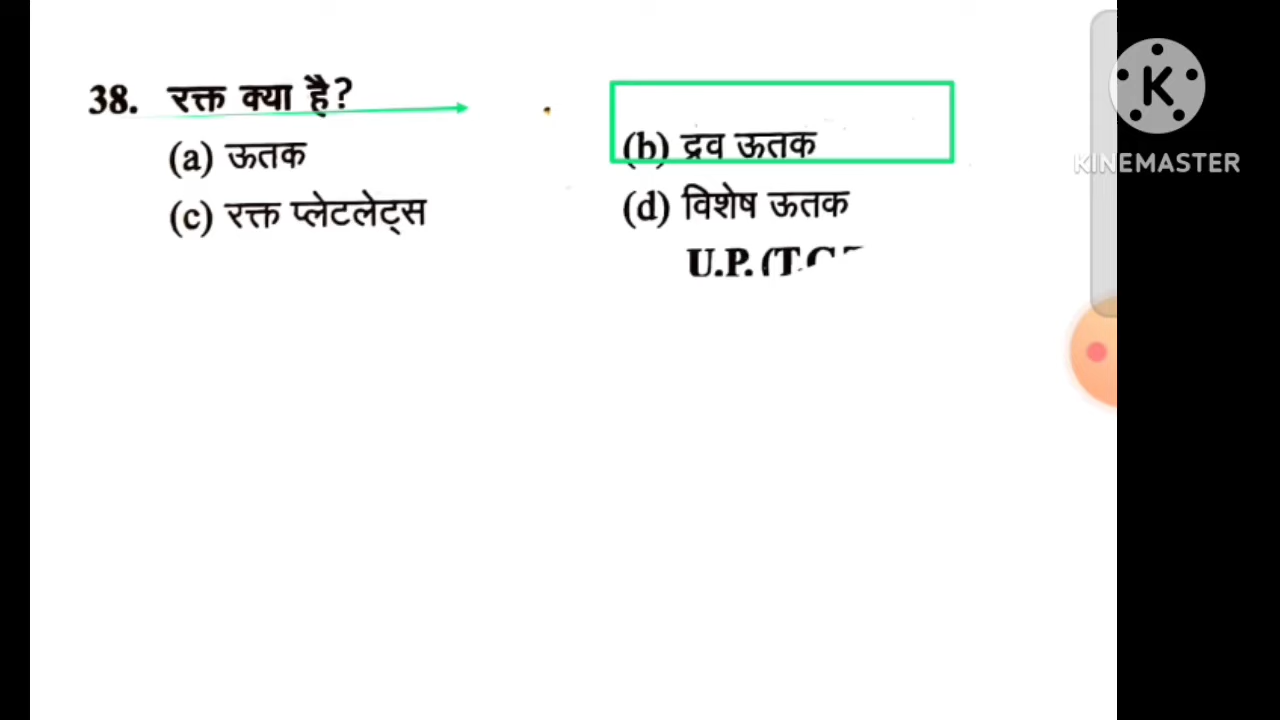 38. रक्त क्या है?
(a) ऊतक (b) द्रव ऊतक
(c) रक्त प्लेटलेट्स (d) विशेष ऊतक
U.P. (T.G
K
KINEMASTER